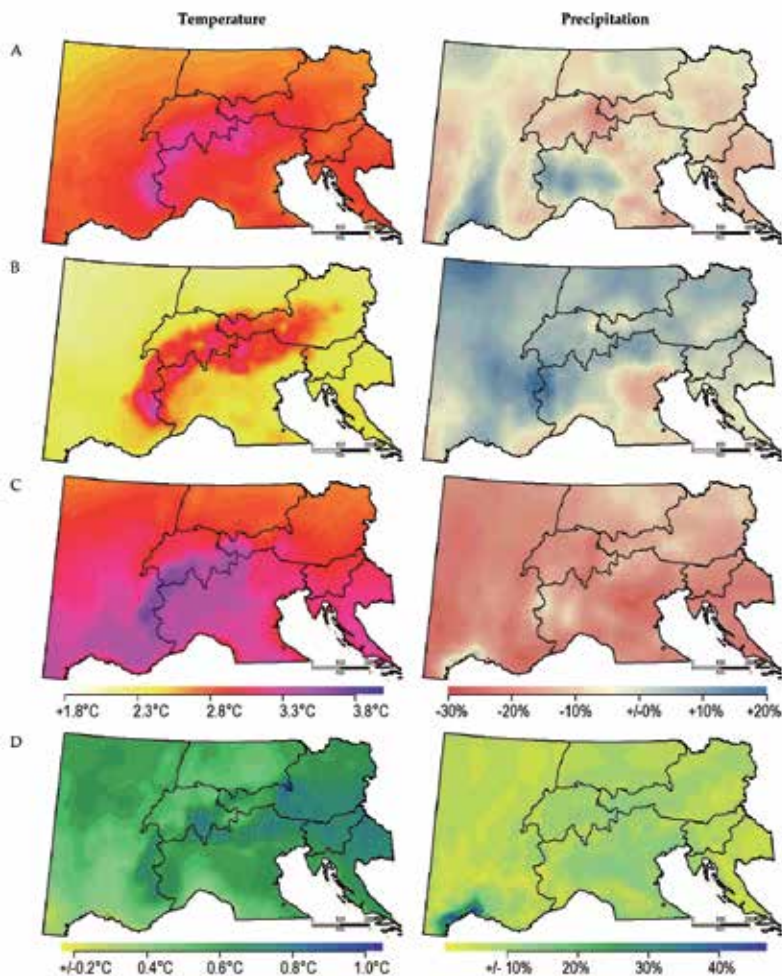 Temperature Precipitation
A
B
C
+1.8°C 2.3°C 2.8°C 3.3°C 3.8°C -30% -20% -10% +/-0% +10% +20%
D
+/-0.2°C 0.4°C 0.6°C 0.8°C 1.0°C +/- 10% 20% 30% 40%